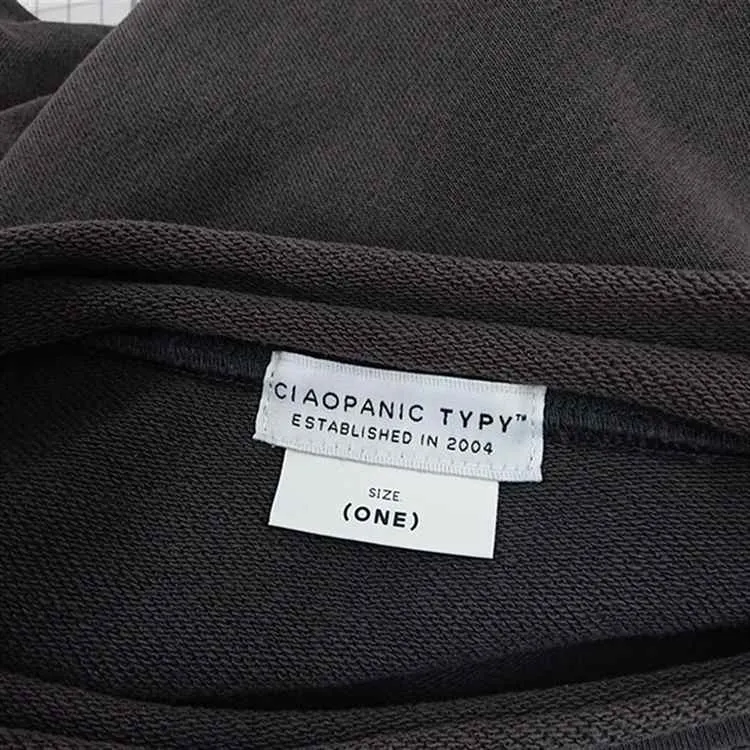 CIAOPANIC TYPY™
ESTABLISHED IN 2004
SIZE.
(ONE)